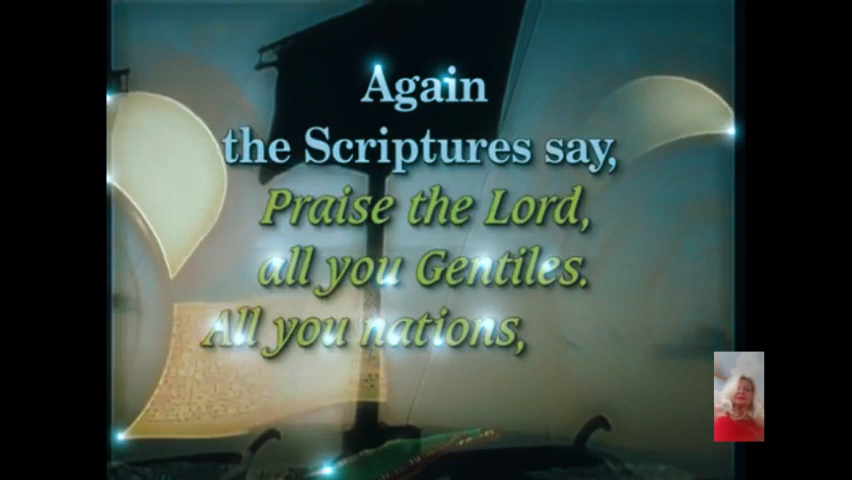 Again
the Scriptures say,
Praise the Lord,
all you Gentiles.
All you nations,